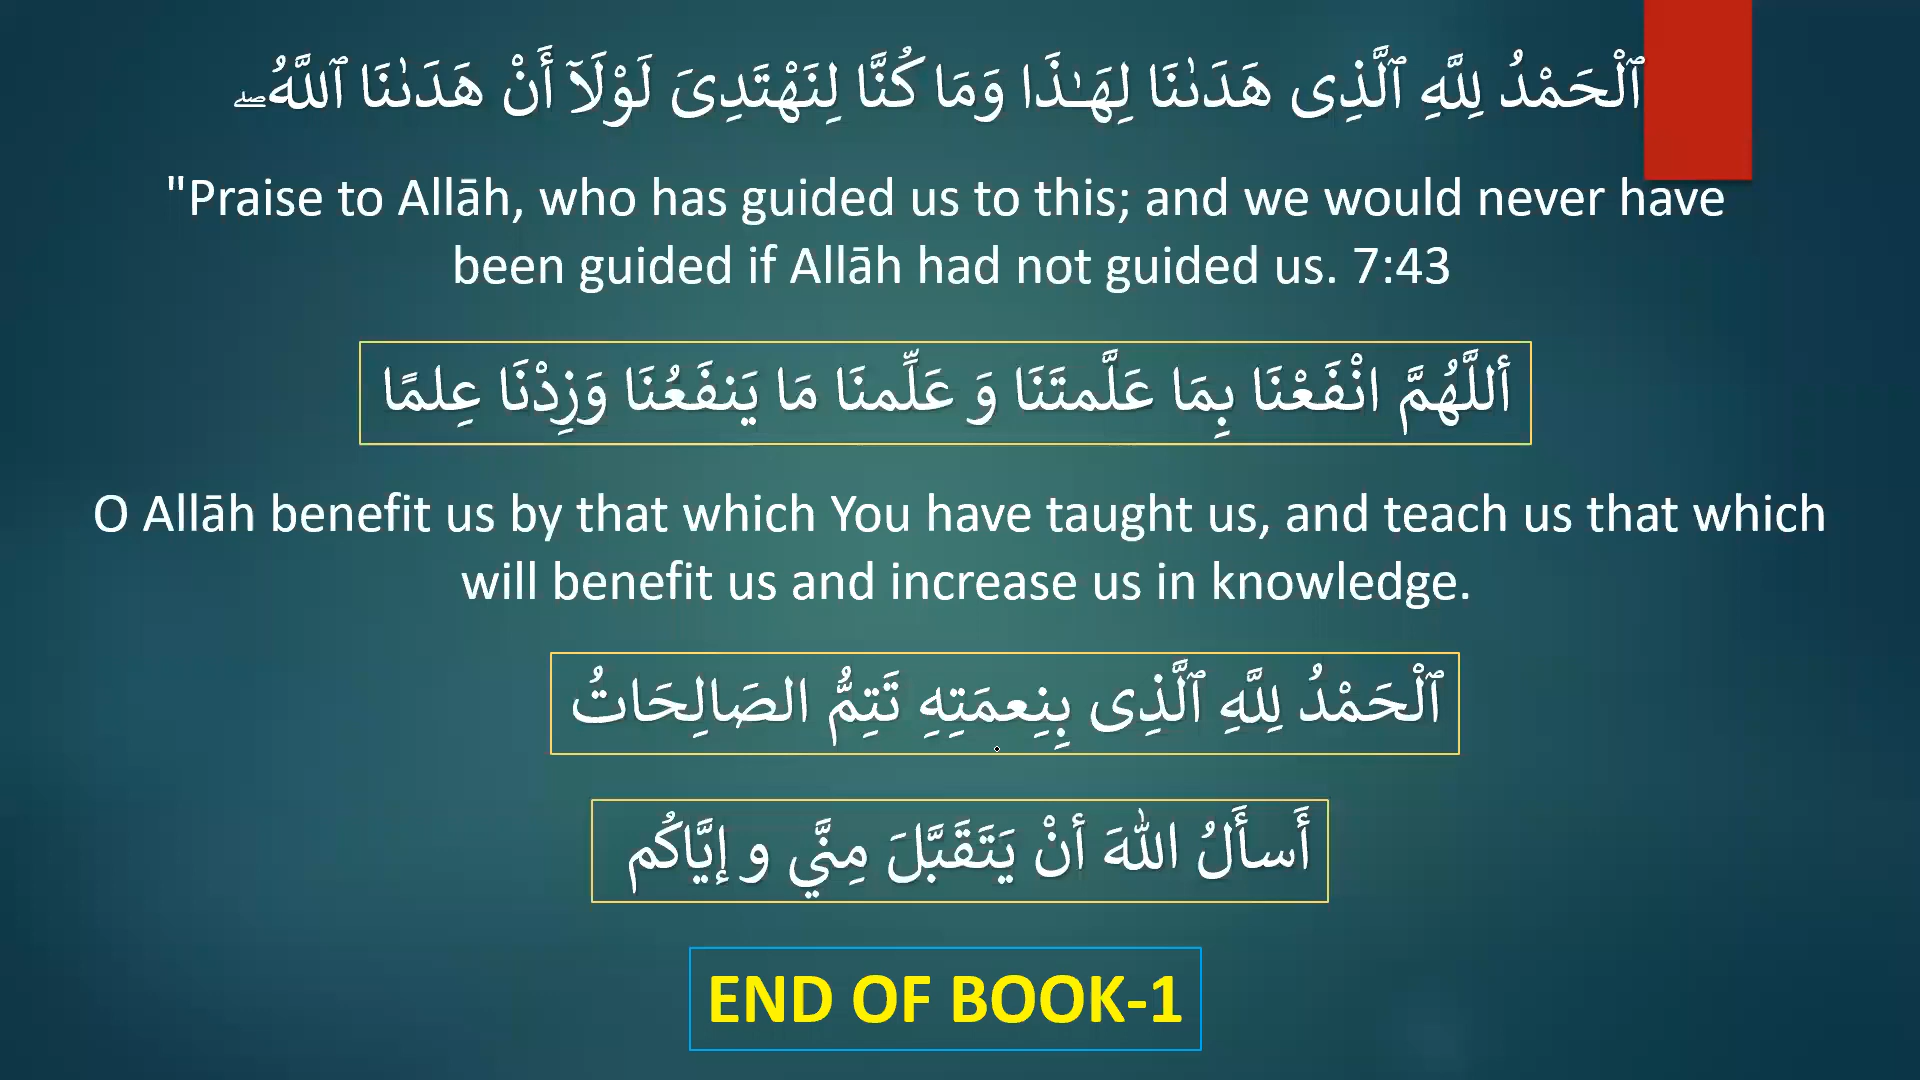 ٱلْحَمْدُ لِلَّهِ ٱلَّذِى هَدَىٰنَا لِهَـٰذَا وَمَا كُنَّا لِنَهْتَدِىَ لَوْلَآ أَنْ هَدَىٰنَا ٱللَّهُ ۖ
"Praise to Allāh, who has guided us to this; and we would never have
been guided if Allāh had not guided us. 7:43
أللَّهُمَّ انْفَعْنَا بِمَا عَلَّمتَنَا وَ عَلِّمنَا مَا يَنفَعُنَا وَزِدْنَا عِلمًا
O Allāh benefit us by that which You have taught us, and teach us that which
will benefit us and increase us in knowledge.
ٱلْحَمْدُ لِلَّهِ ٱلَّذِى بِنِعمَتِهِ تَتِمُّ الصَالِحَاتُ
أَسأَلُ اللهَ أنْ يَتَقَبَّلَ مِنَّي و إيَّاكُم
END OF BOOK-1